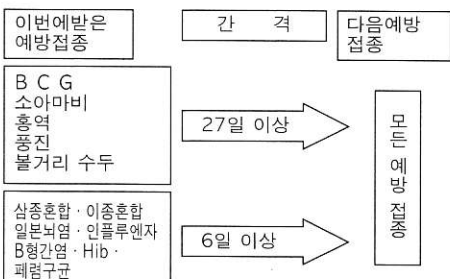 이번에받은
예방접종
간 격
다음예방
접종
B C G
소아마비
홍역
풍진
볼거리 수두
27일 이상
삼종혼합 · 이종혼합
일본뇌염 · 인플루엔자
B형간염 · Hib ·
폐렴구균
6일 이상
모든 예방 접종